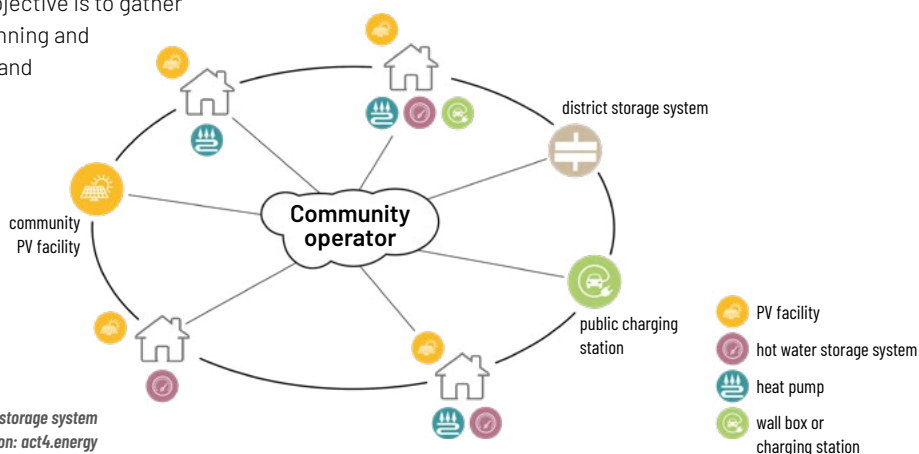 jective is to gather
nning and
and
district storage system
Community
operator
community
PV facility
public charging
station
PV facility
hot water storage system
heat pump
wall box or
charging station
storage system
on: act4.energy